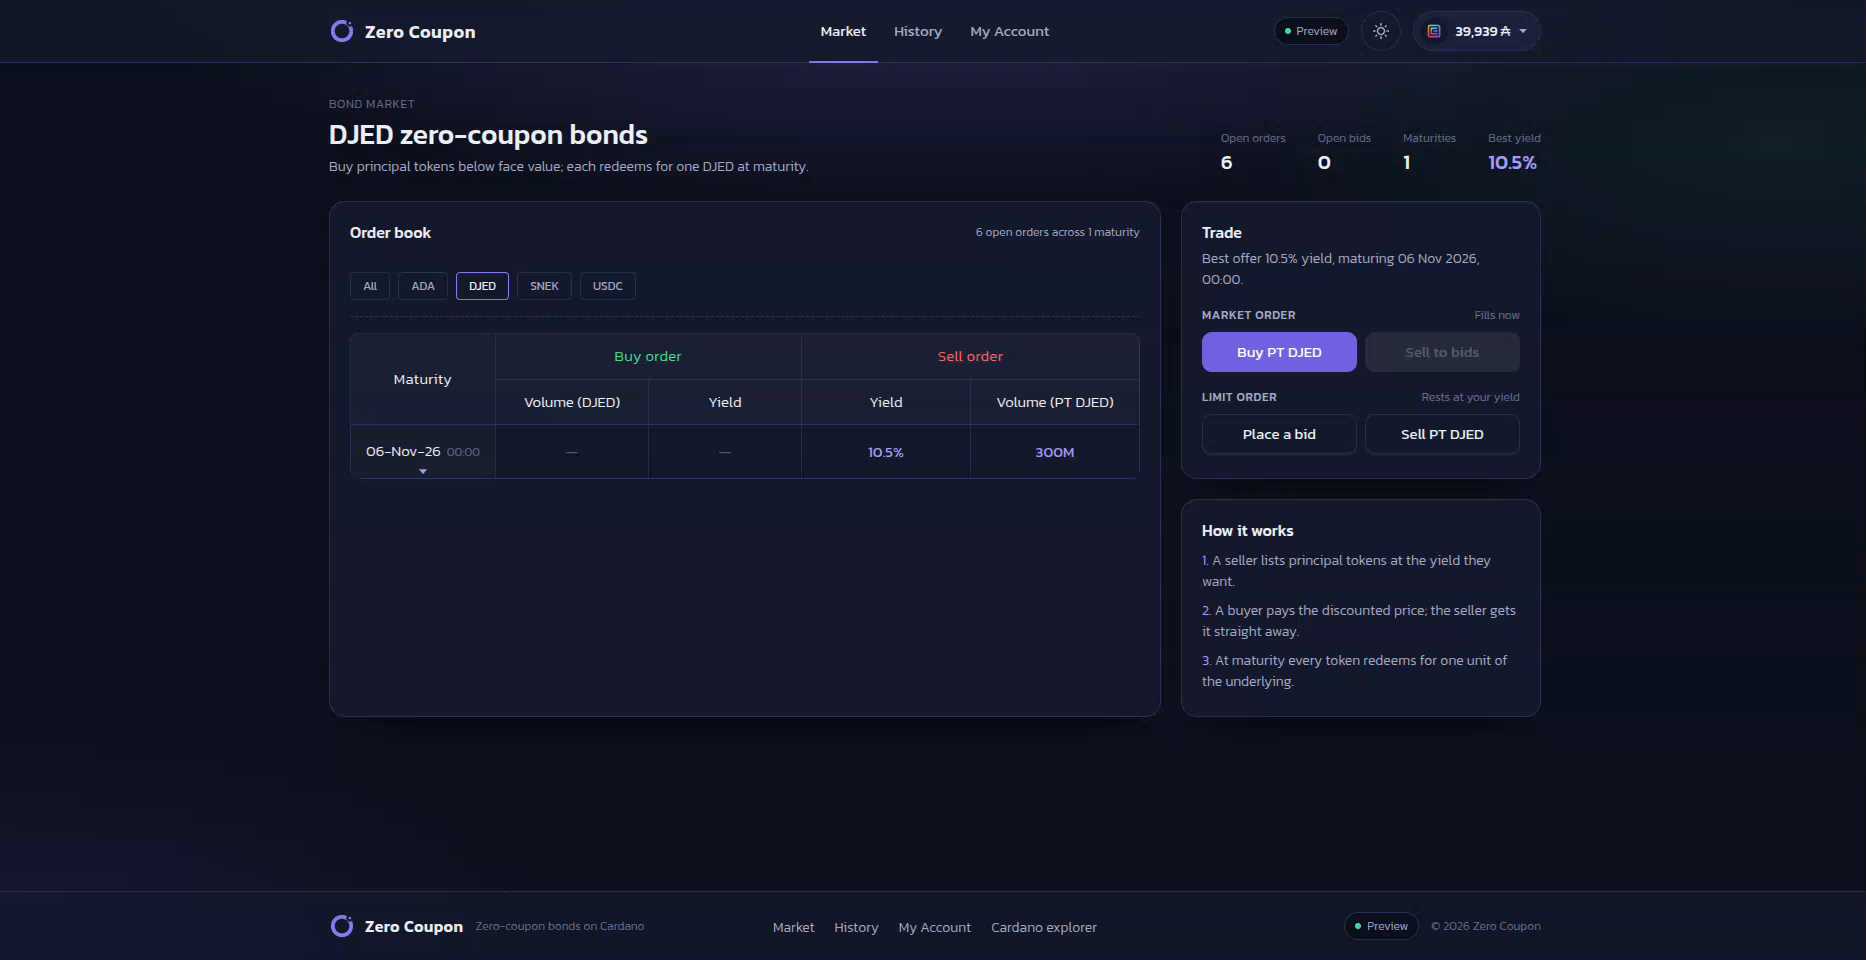 Zero Coupon
Market
History
My Account
Preview
39,939 ₳
BOND MARKET
DJED zero-coupon bonds
Buy principal tokens below face value; each redeems for one DJED at maturity.
Open orders
6
Open bids
0
Maturities
1
Best yield
10.5%
Order book
6 open orders across 1 maturity
All
ADA
DJED
SNEK
USDC
Maturity
Buy order
Sell order
Volume (DJED)
Yield
Yield
Volume (PT DJED)
06-Nov-26 00:00
—
—
10.5%
300M
Trade
Best offer 10.5% yield, maturing 06 Nov 2026,
00:00.
MARKET ORDER
Fills now
Buy PT DJED
Sell to bids
LIMIT ORDER
Rests at your yield
Place a bid
Sell PT DJED
How it works
1. A seller lists principal tokens at the yield they
want.
2. A buyer pays the discounted price; the seller gets
it straight away.
3. At maturity every token redeems for one unit of
the underlying.
Zero Coupon
Zero-coupon bonds on Cardano
Market
History
My Account
Cardano explorer
Preview
© 2026 Zero Coupon